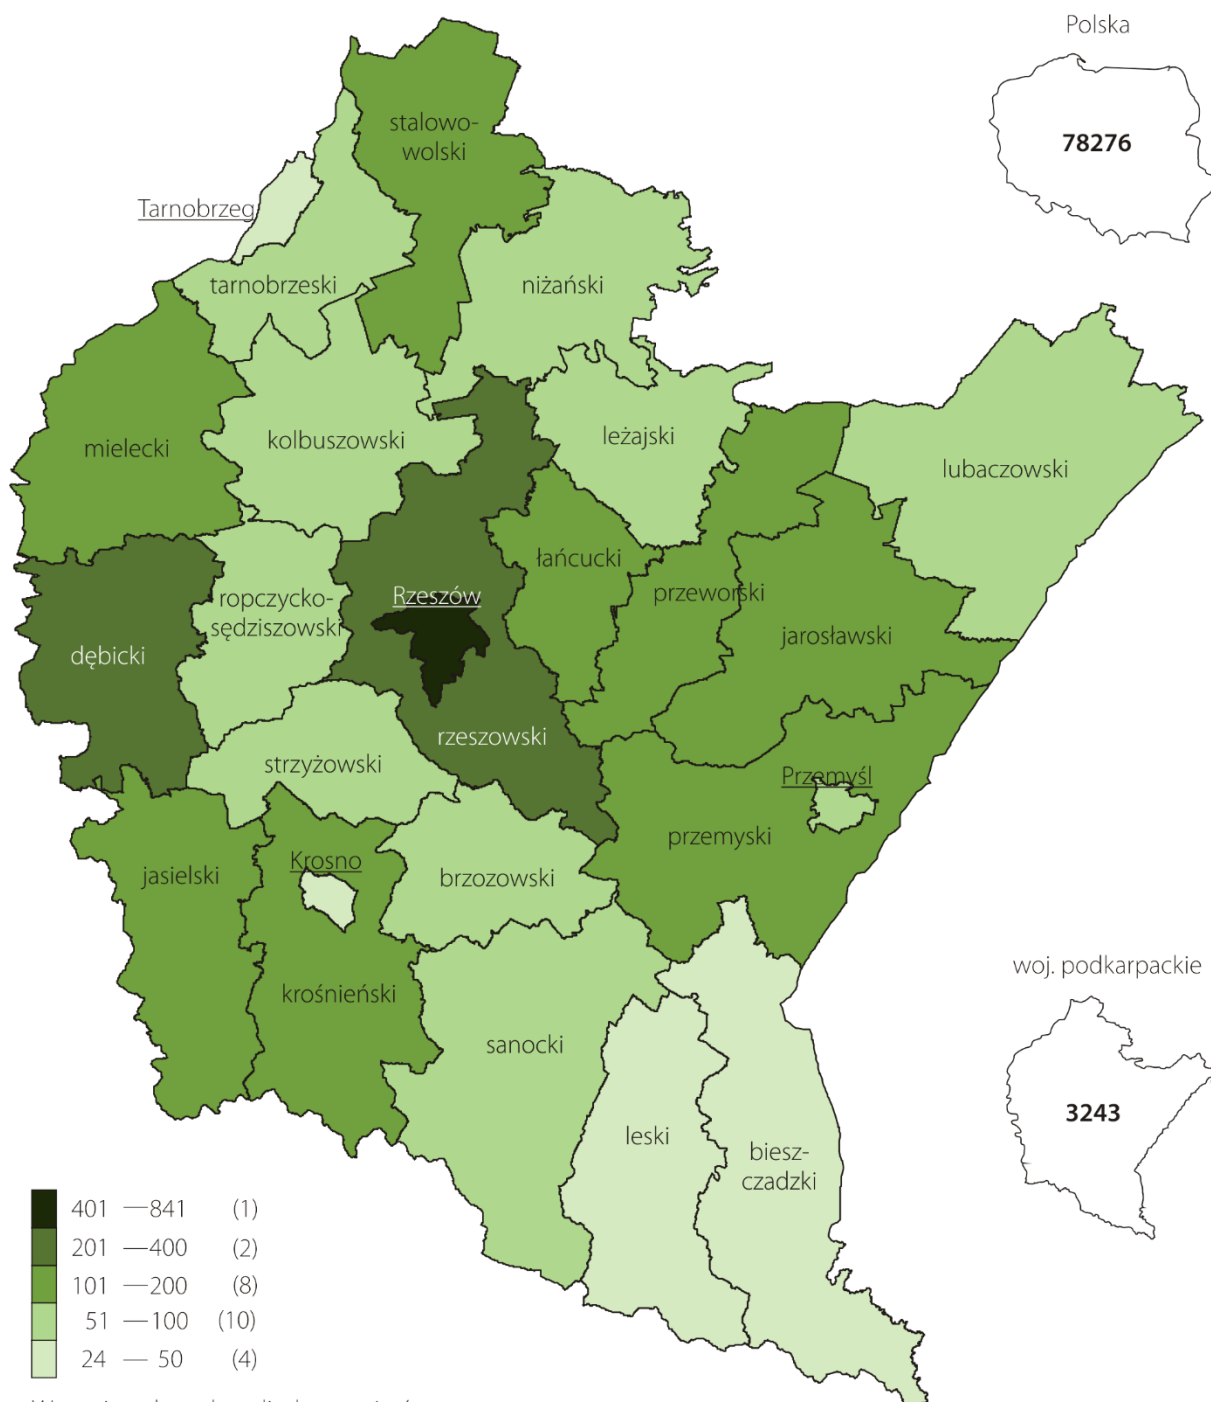 Polska
78276
stalowo-
wolski
Tarnobrzeg
tarnobrzeski
niżański
mielecki
kolbuszowski
leżajski
lubaczowski
łańcucki
ropczycko-
sędziszowski
Rzeszów
przeworski
jarosławski
dębicki
rzeszowski
strzyżowski
Przemyśl
przemyski
jasielski
Krosno
brzozowski
krośnieński
sanocki
leski
biesz-
czadzki
woj. podkarpackie
3243
401 — 841 (1)
201 — 400 (2)
101 — 200 (8)
51 — 100 (10)
24 — 50 (4)